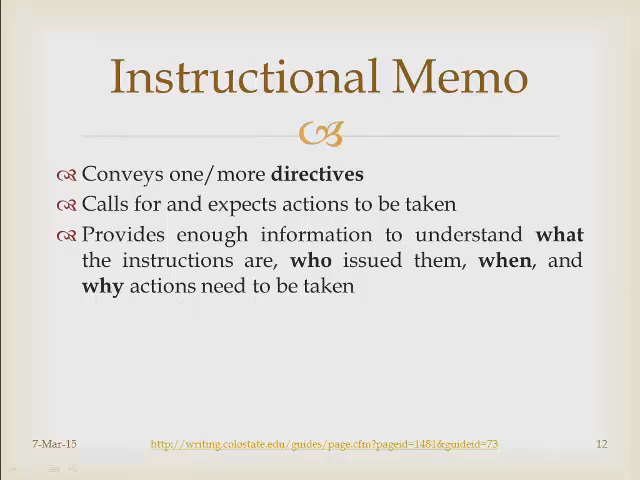 Instructional Memo
Conveys one/more directives
Calls for and expects actions to be taken
Provides enough information to understand what
the instructions are, who issued them, when, and
why actions need to be taken
7-Mar-15
http://writing.colostate.edu/guides/page.cfm?pageid=1481&guideid=73
12